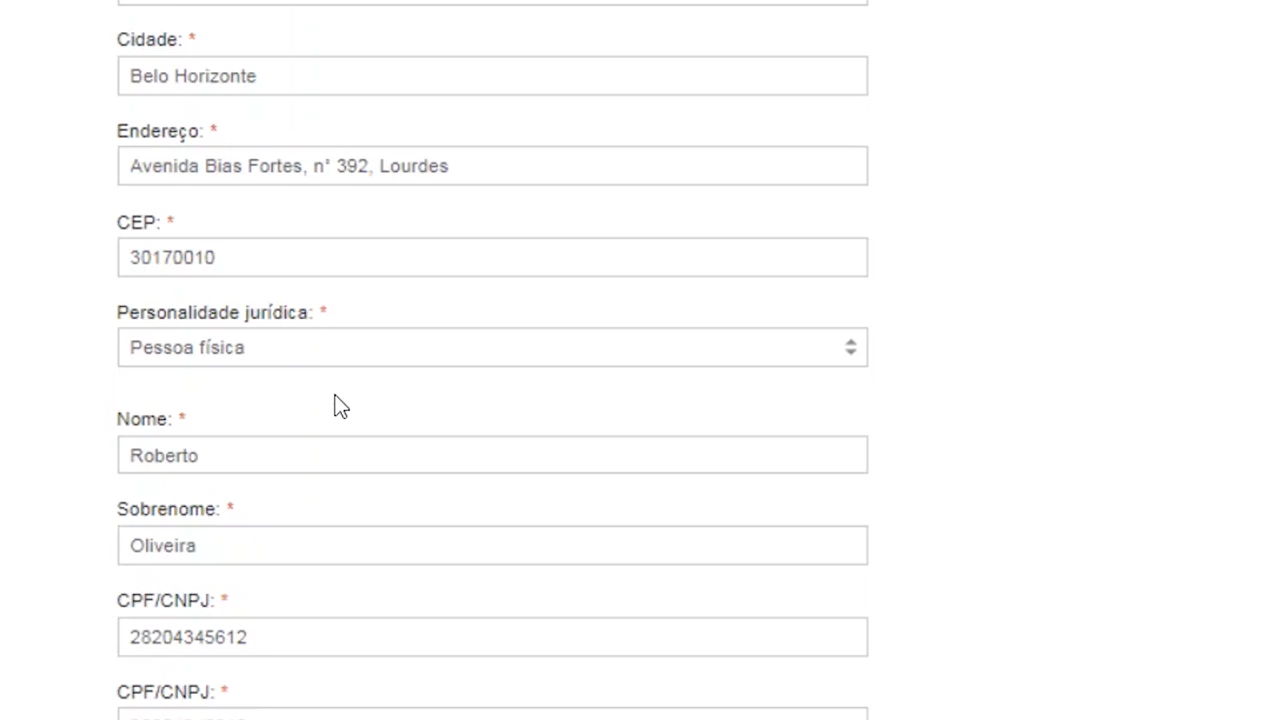 Cidade: *
Belo Horizonte
Endereço: *
Avenida Bias Fortes, n° 392, Lourdes
CEP: *
30170010
Personalidade jurídica: *
Pessoa física
Nome: *
Roberto
Sobrenome: *
Oliveira
CPF/CNPJ: *
28204345612
CPF/CNPJ: *